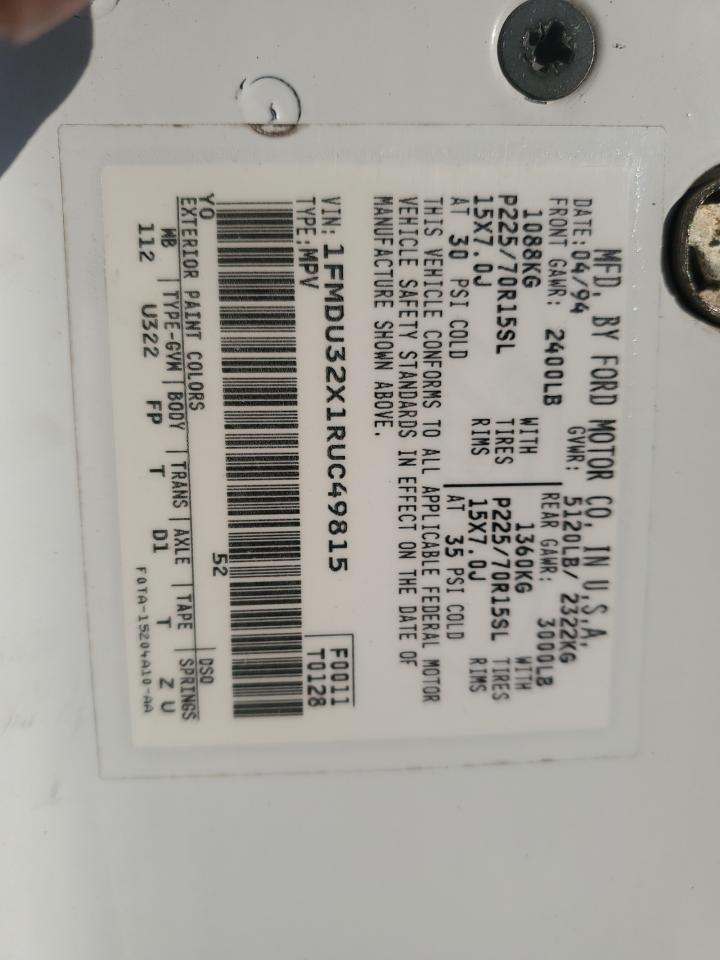 MFD. BY FORD MOTOR CO. IN U.S.A.
DATE: 04/94 GVWR: 5120LB/ 2322KG
FRONT GAWR: 2400LB REAR GAWR: 3000LB
1088KG WITH 1360KG WITH
P225/70R15SL TIRES P225/70R15SL TIRES
15X7.0J RIMS 15X7.0J RIMS
AT 30 PSI COLD AT 35 PSI COLD
THIS VEHICLE CONFORMS TO ALL APPLICABLE FEDERAL MOTOR
VEHICLE SAFETY STANDARDS IN EFFECT ON THE DATE OF
MANUFACTURE SHOWN ABOVE.
VIN: 1FMDU32X1RUC49815 F0011
TYPE: MPV T0128
YO 52
EXTERIOR PAINT COLORS DSO
WB TYPE-GVW BODY TRANS AXLE TAPE SPRINGS
112 U322 FP T D1 T Z U
F0TA-15204A10-AA